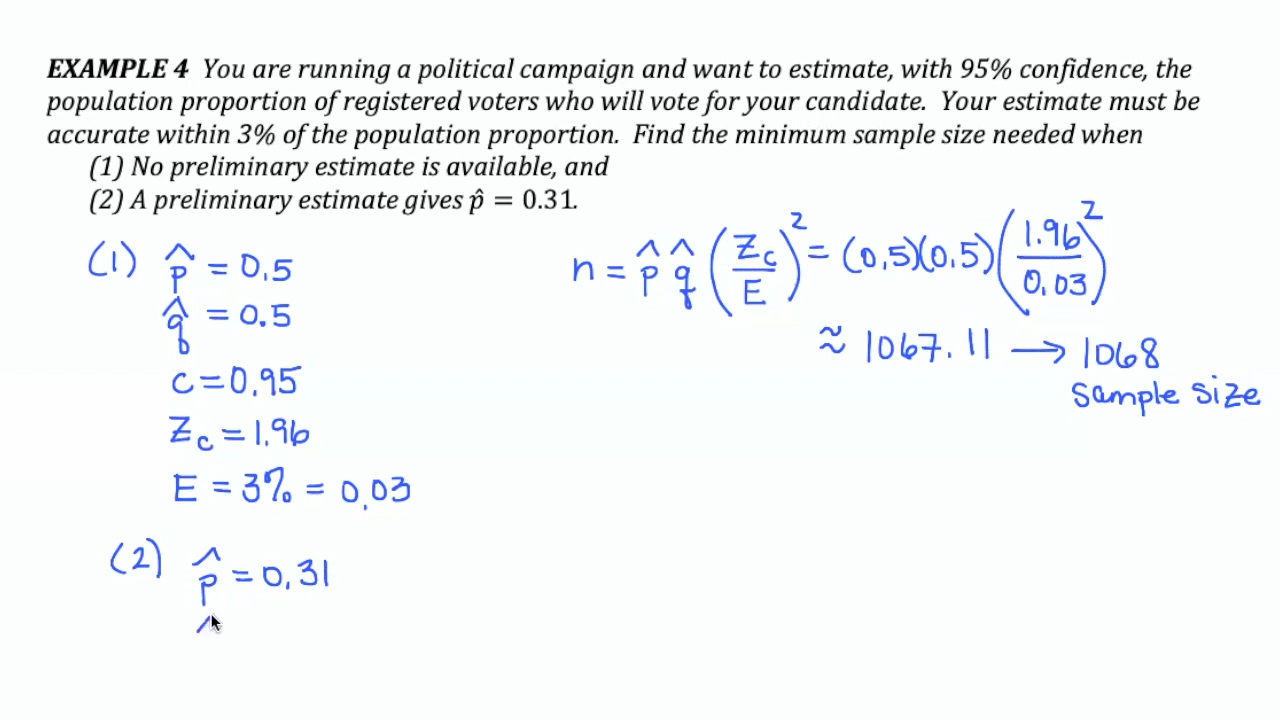 EXAMPLE 4 You are running a political campaign and want to estimate, with 95% confidence, the
population proportion of registered voters who will vote for your candidate. Your estimate must be
accurate within 3% of the population proportion. Find the minimum sample size needed when
(1) No preliminary estimate is available, and
(2) A preliminary estimate gives p̂ = 0.31.
(1) p̂ = 0.5
q̂ = 0.5
c = 0.95
Zc = 1.96
E = 3% = 0.03
n = p̂ q̂ (Zc/E)² = (0.5)(0.5)(1.96/0.03)²
≈ 1067.11 → 1068
sample size
(2) p̂ = 0.31